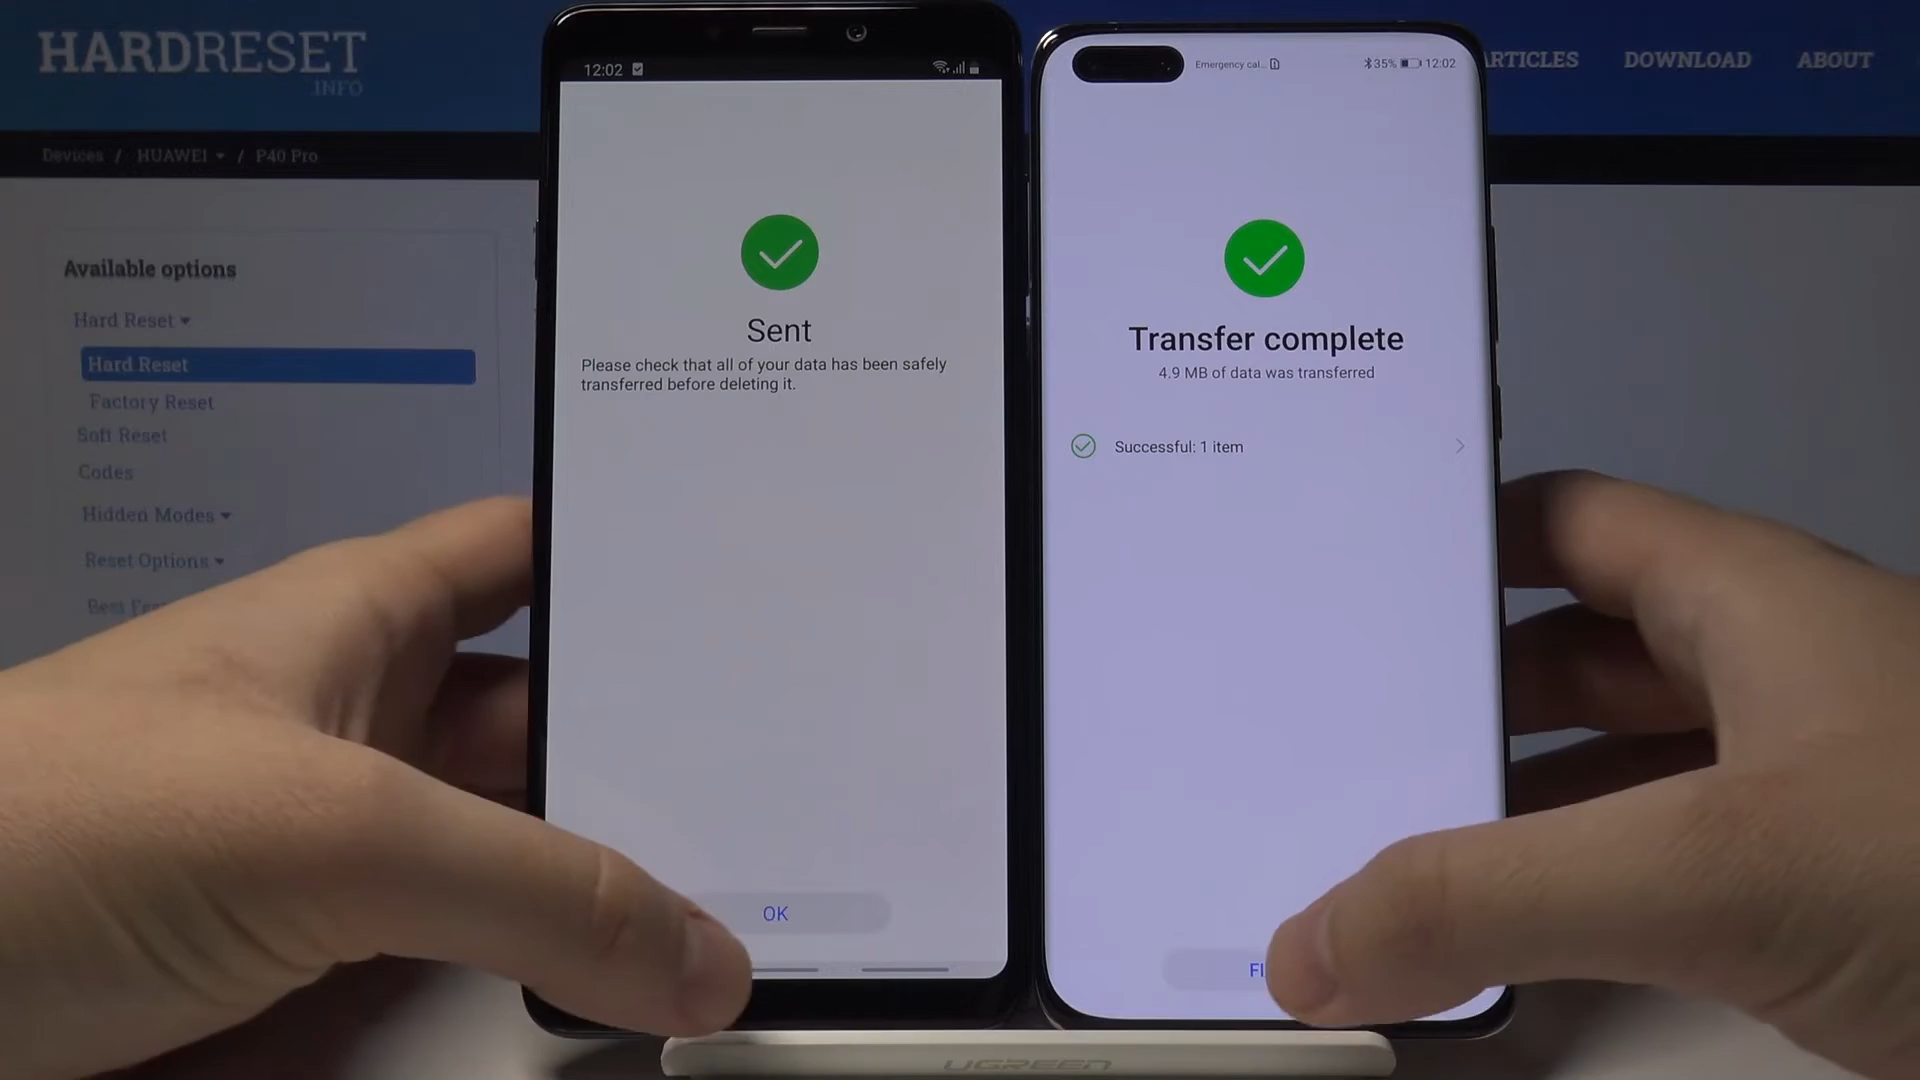 HARDRESET
.INFO
ARTICLES DOWNLOAD ABOUT
Devices / HUAWEI / P40 Pro
Available options
Hard Reset
Hard Reset
Factory Reset
Soft Reset
Codes
Hidden Modes
Reset Options
Best
12:02
Sent
Please check that all of your data has been safely
transferred before deleting it.
OK
Emergency cal... 35% 12:02
Transfer complete
4.9 MB of data was transferred
Successful: 1 item
FI
UGREEN